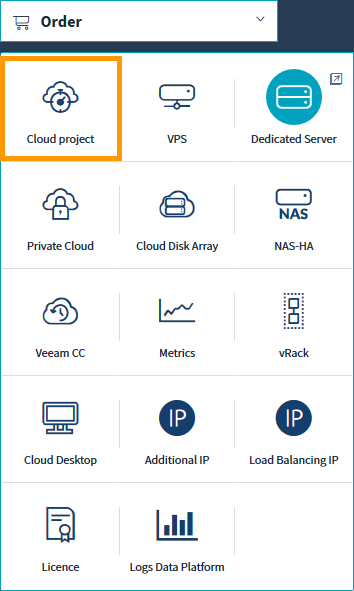 Order
Cloud project
VPS
Dedicated Server
Private Cloud
Cloud Disk Array
NAS
NAS-HA
Veeam CC
Metrics
vRack
Cloud Desktop
IP
Additional IP
IP
Load Balancing IP
Licence
Logs Data Platform